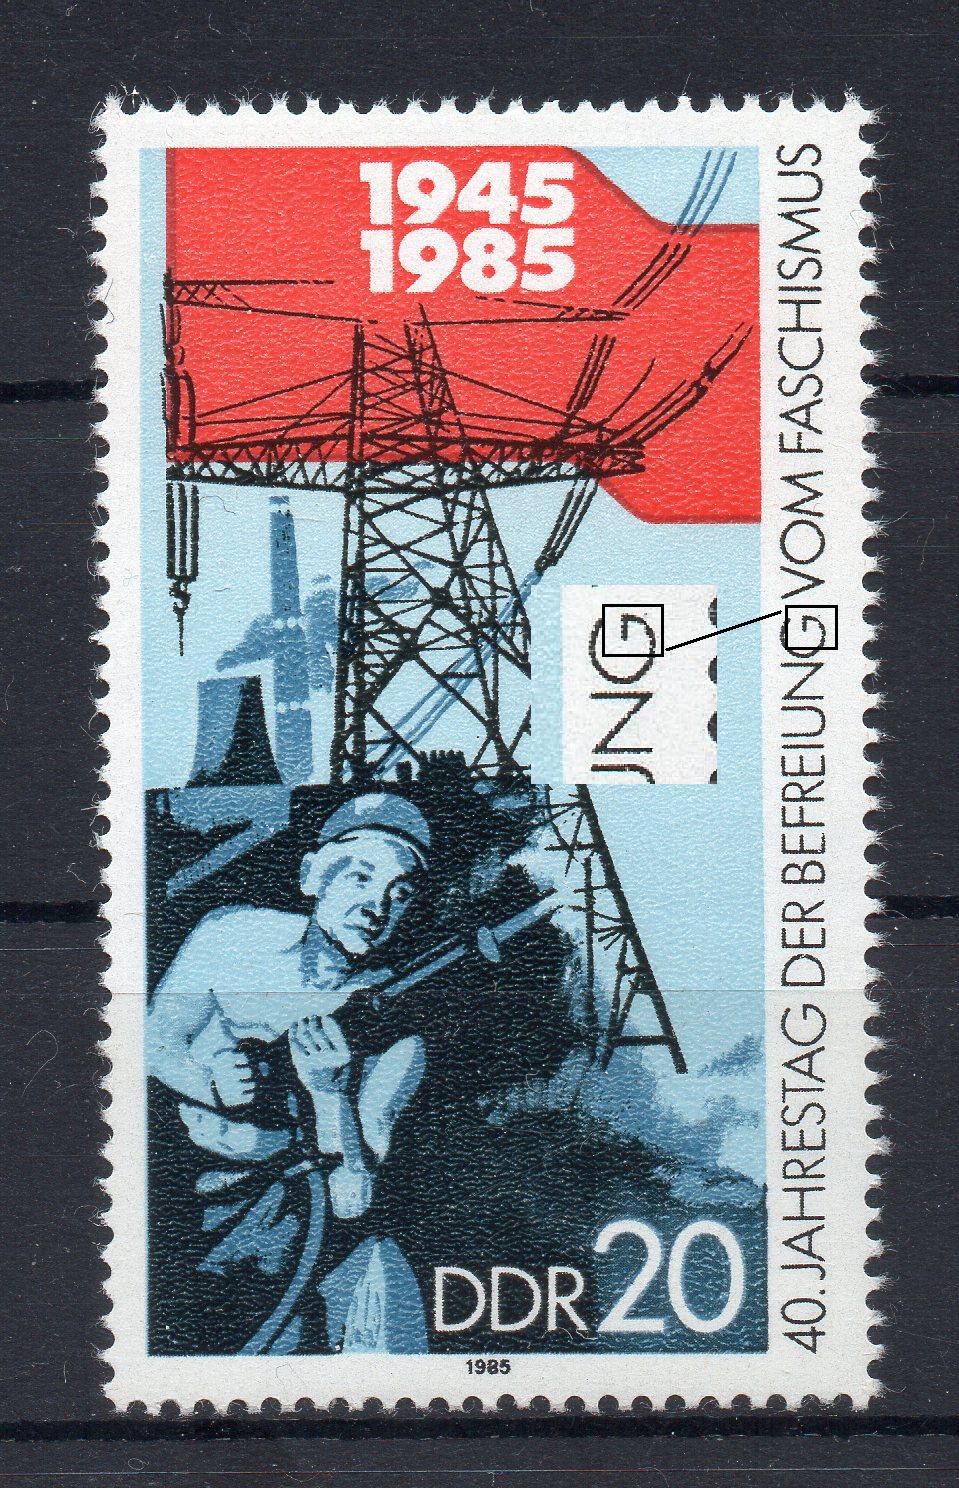 1945
1985
40. JAHRESTAG DER BEFREIUNG VOM FASCHISMUS
UNG
DDR 20
1985